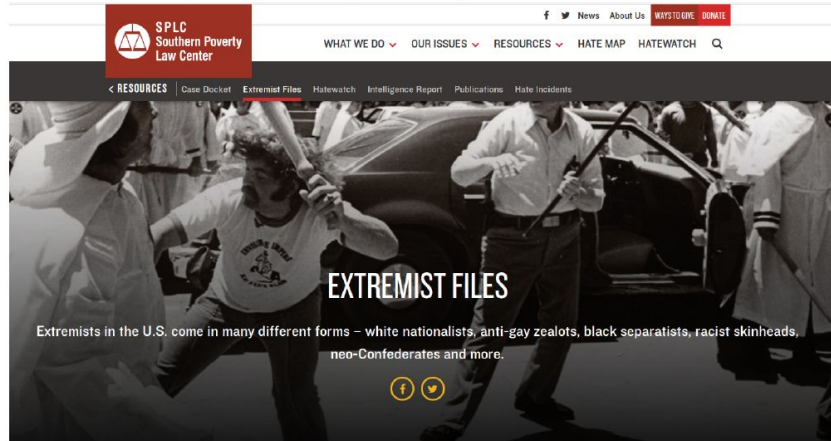 SPLC
Southern Poverty
Law Center
News About Us WAYS TO GIVE DONATE
WHAT WE DO OUR ISSUES RESOURCES HATE MAP HATEWATCH
< RESOURCES Case Docket Extremist Files Hatewatch Intelligence Report Publications Hate Incidents
EXTREMIST FILES
Extremists in the U.S. come in many different forms – white nationalists, anti-gay zealots, black separatists, racist skinheads,
neo-Confederates and more.